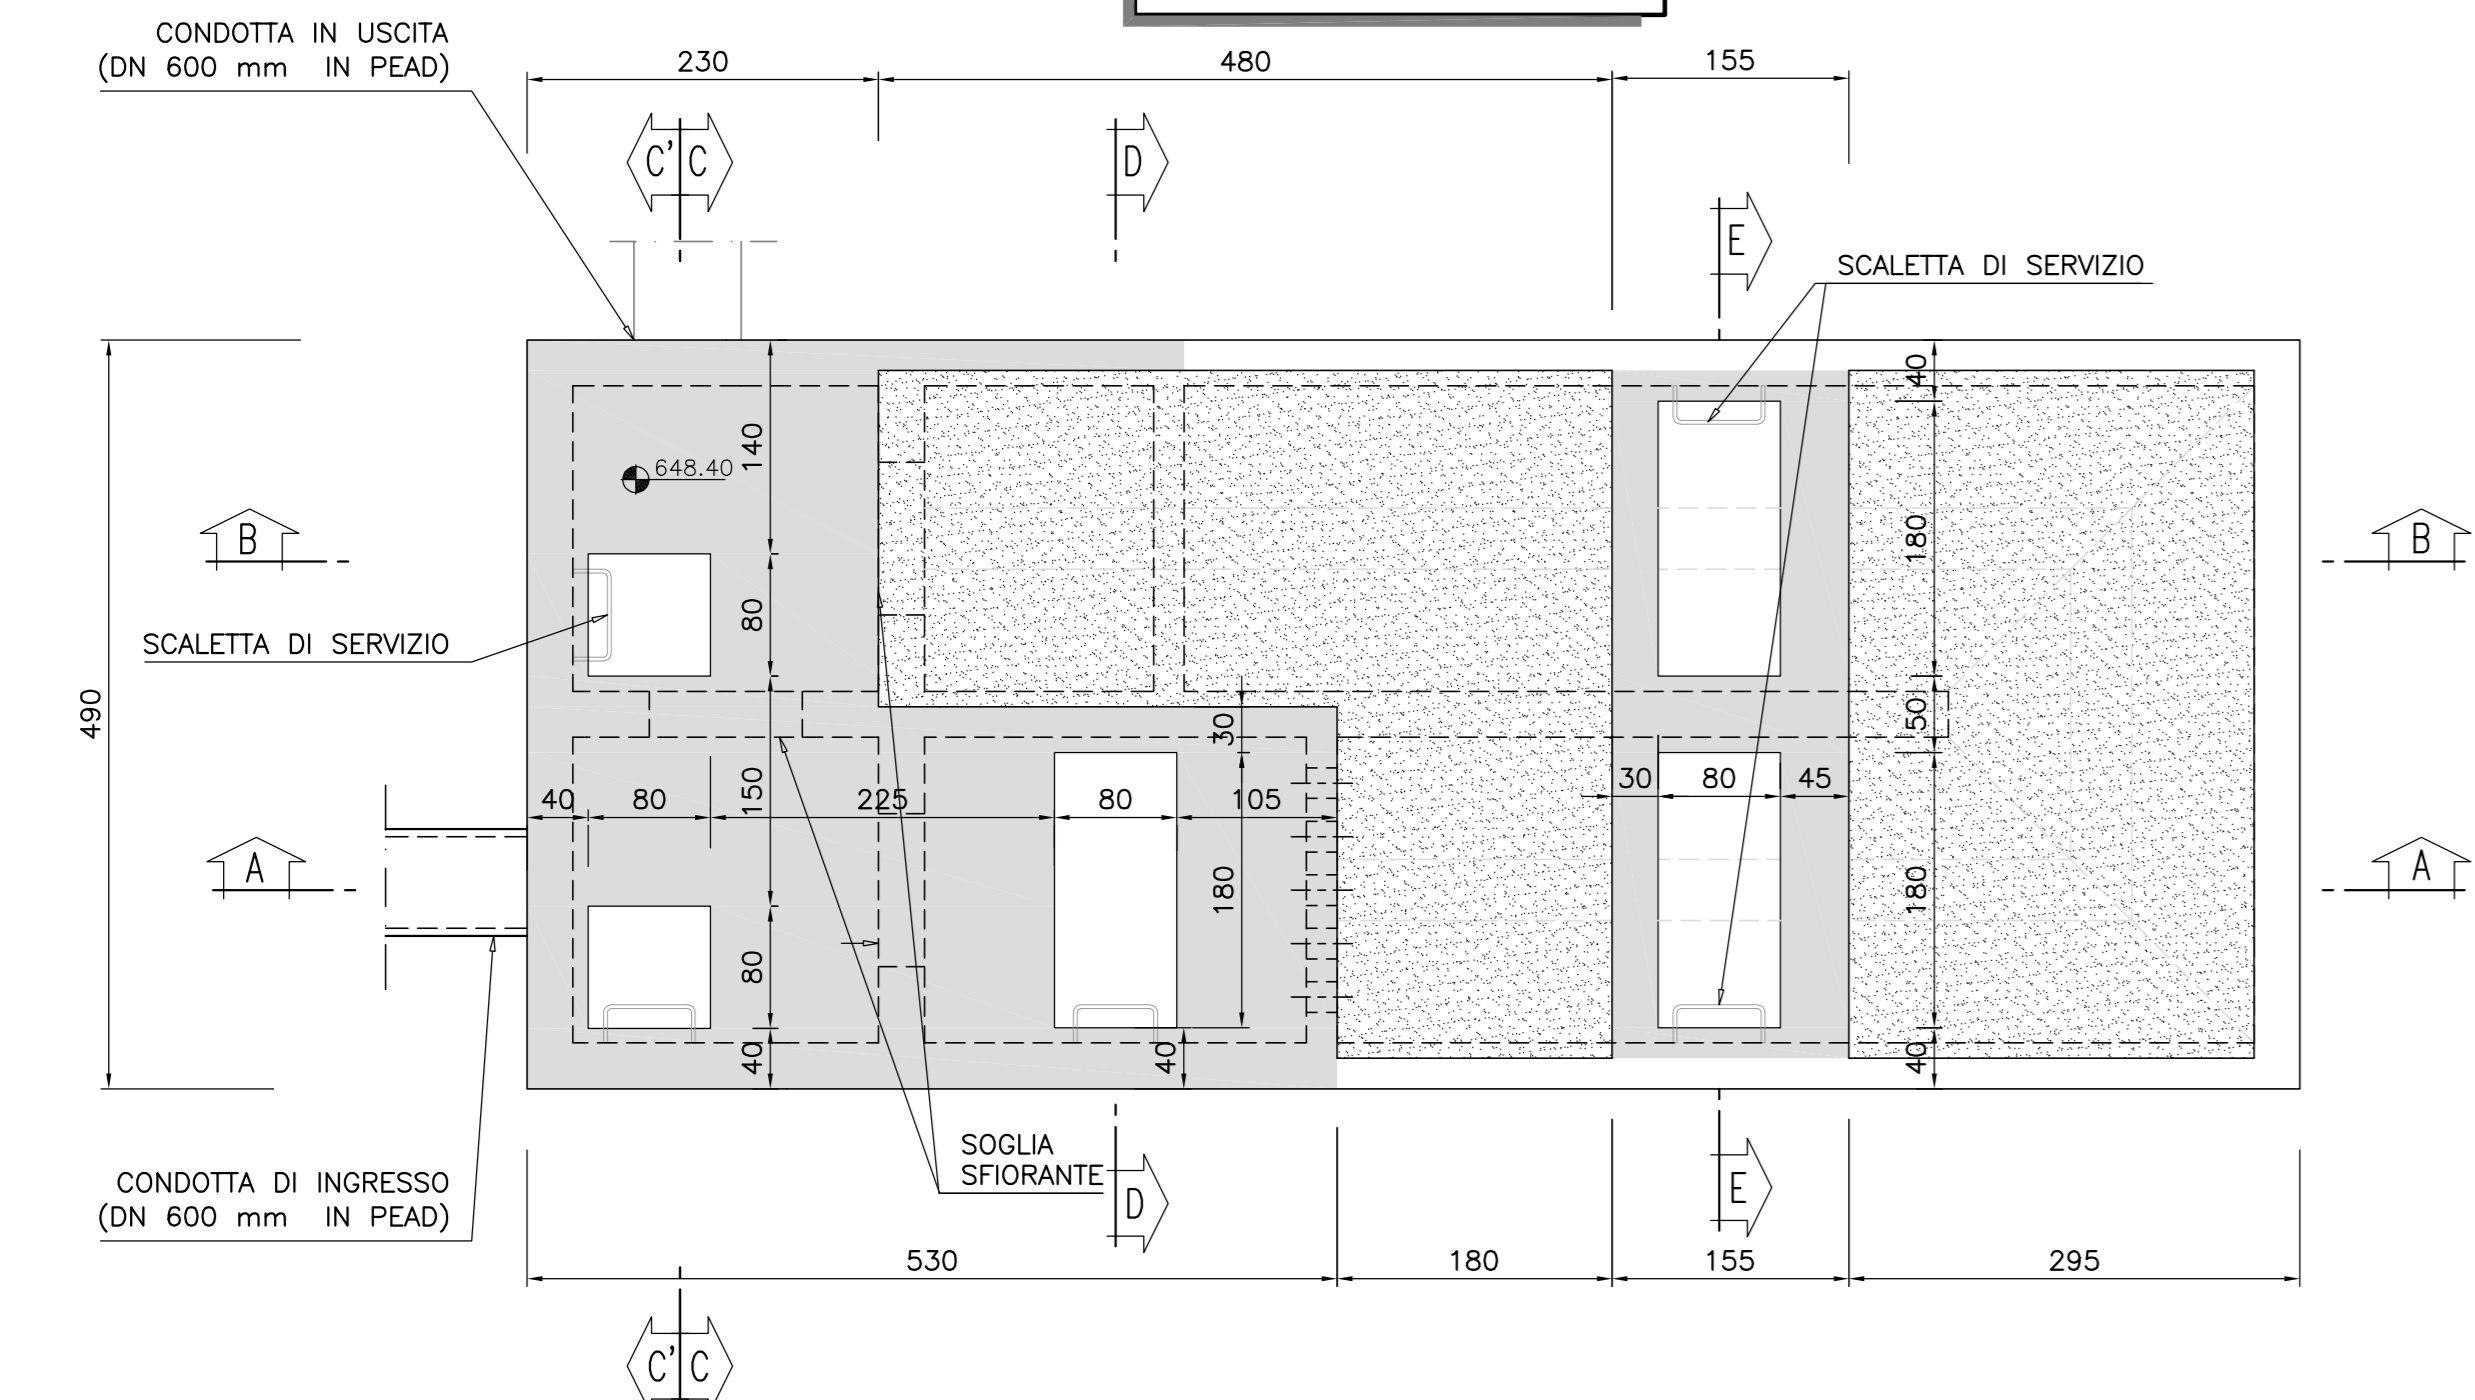 CONDOTTA IN USCITA
(DN 600 mm IN PEAD)
230
480
155
C' C
D
E
SCALETTA DI SERVIZIO
40
140
648.40
B
180
B
80
SCALETTA DI SERVIZIO
490
50
30
150
40
80
225
80
105
30
80
45
A
180
180
A
80
40
40
40
SOGLIA
SFIORANTE
CONDOTTA DI INGRESSO
(DN 600 mm IN PEAD)
D
E
530
180
155
295
C' C